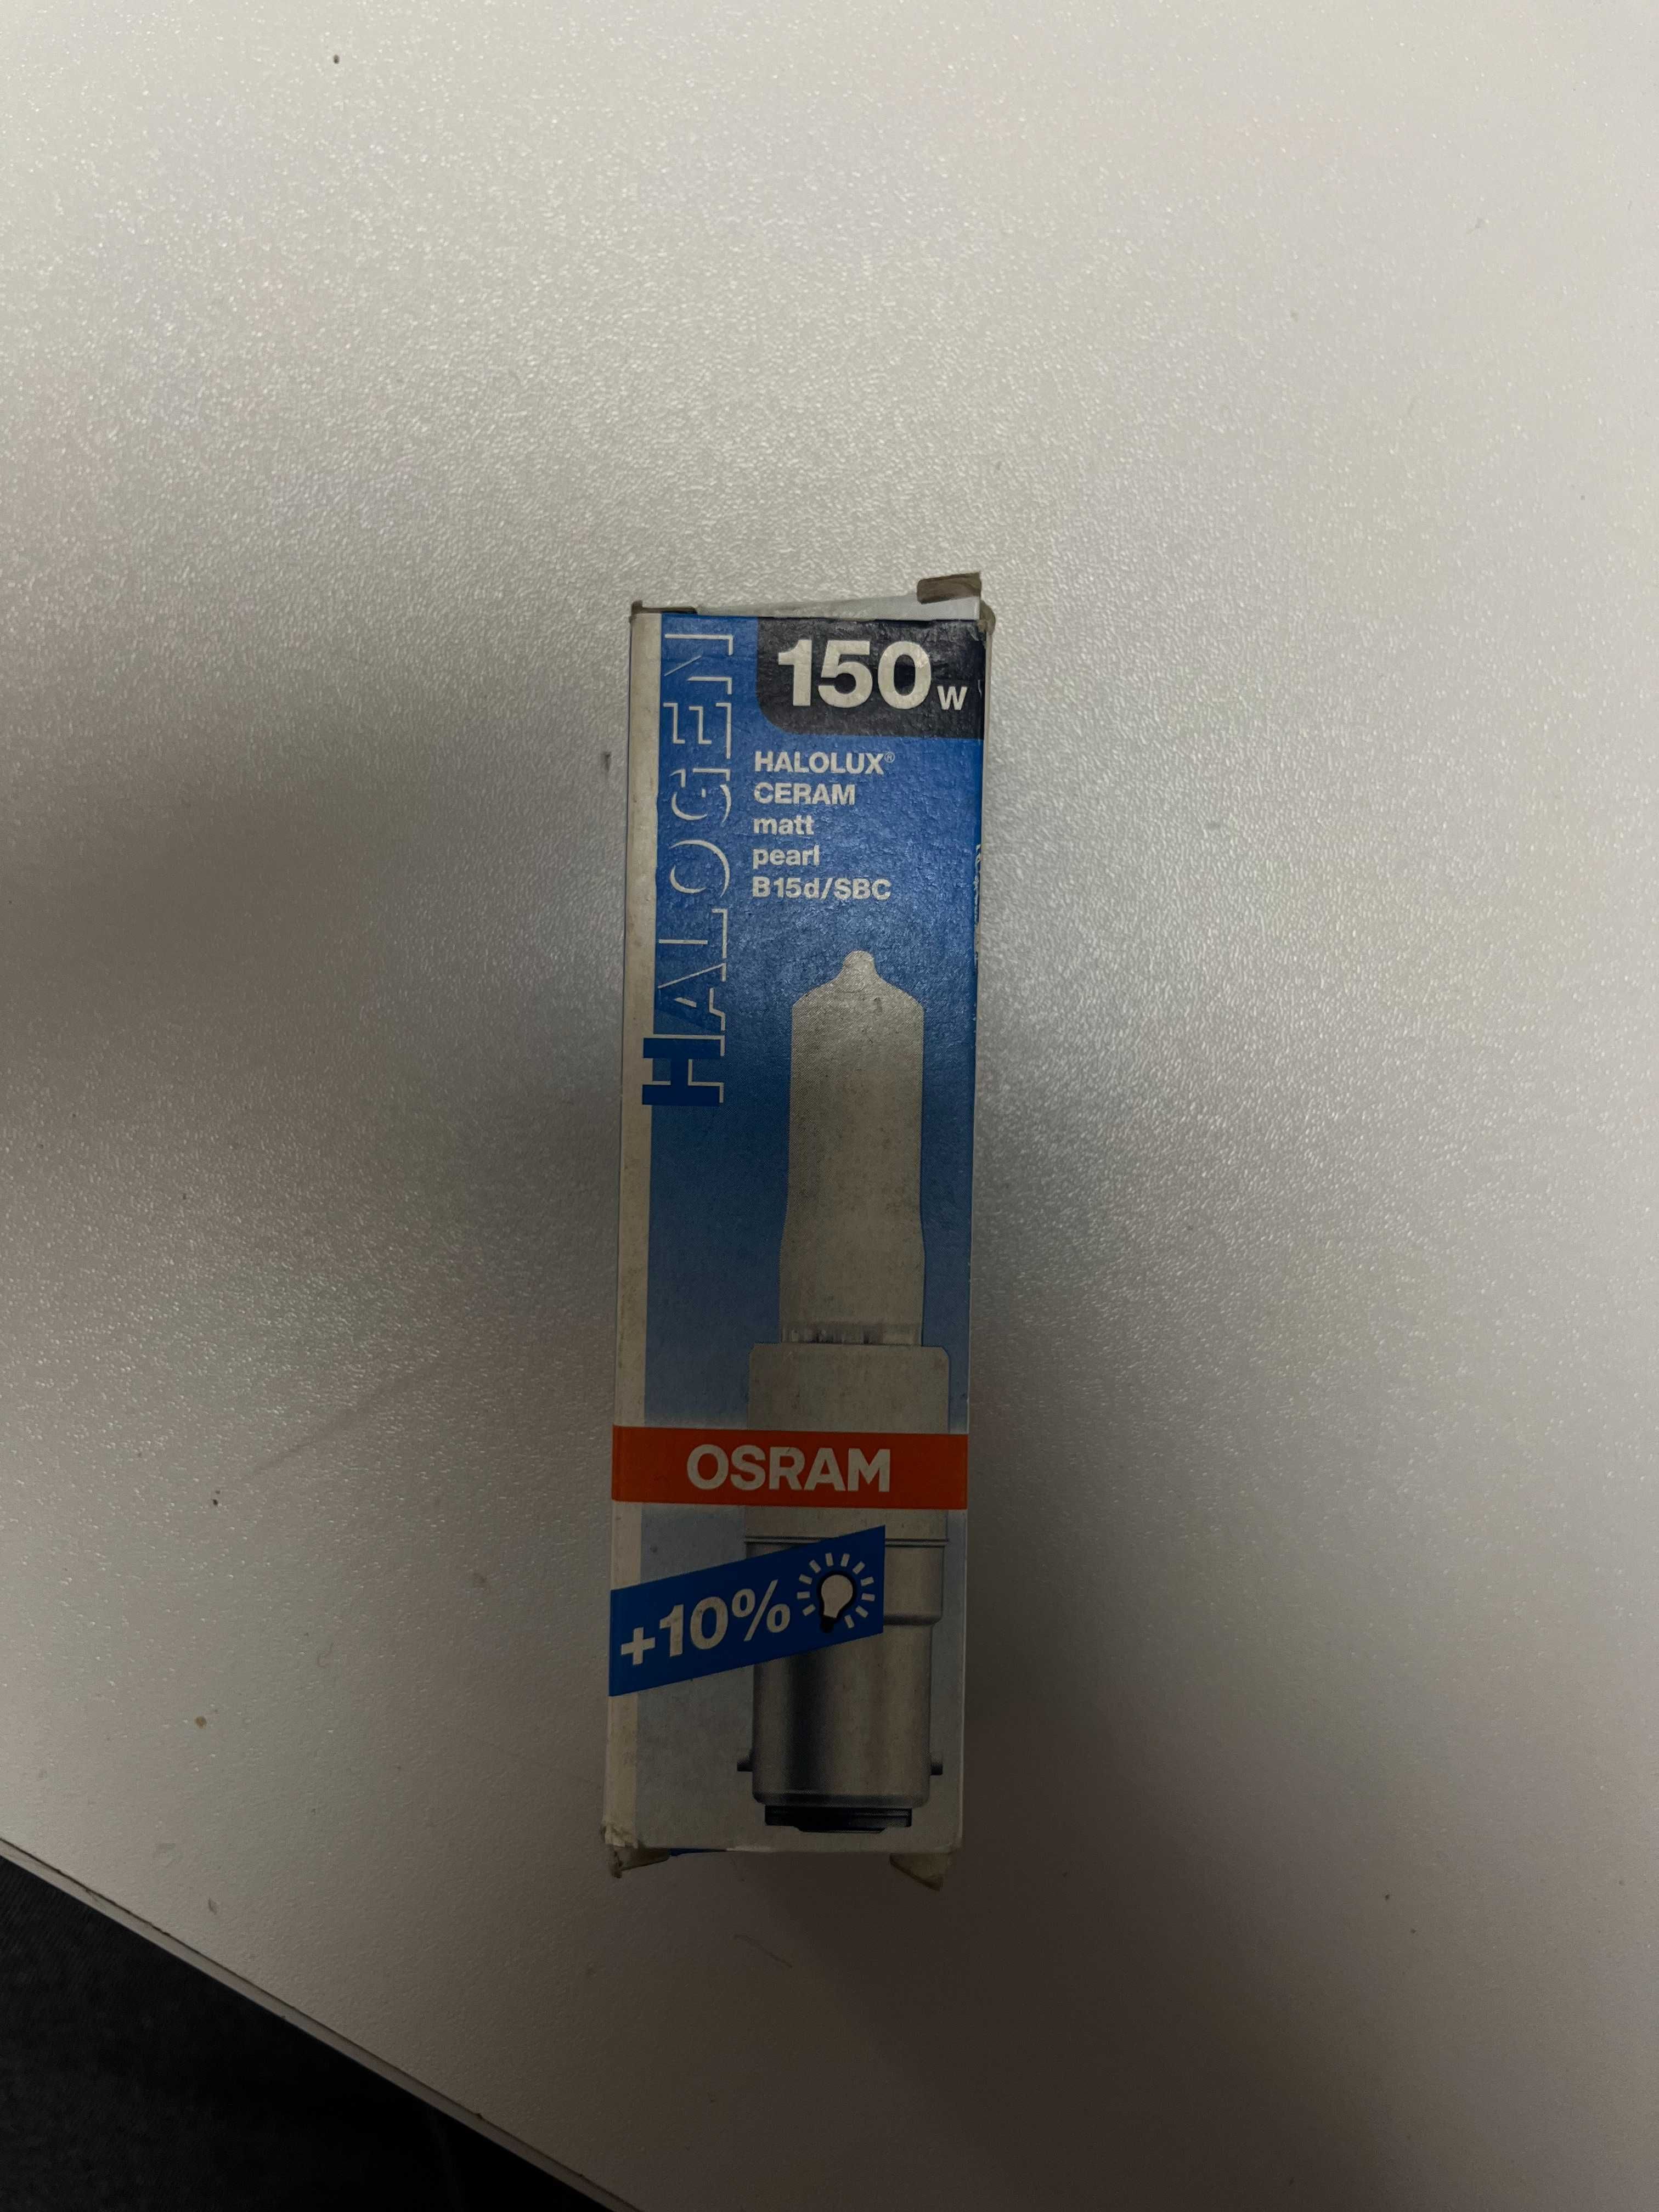 HALOGEN
150 W
HALOLUX®
CERAM
matt
pearl
B15d/SBC
OSRAM
+10%